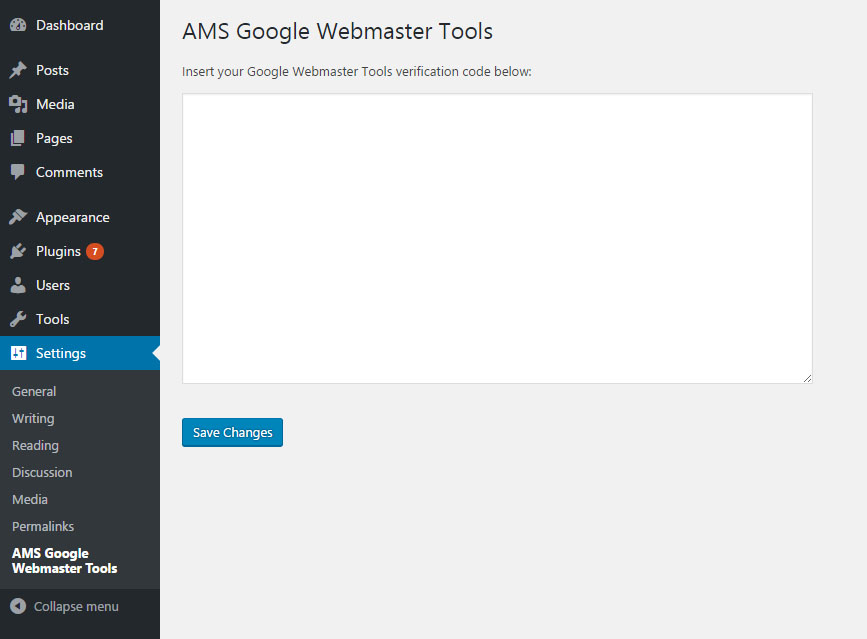 Dashboard
Posts
Media
Pages
Comments
Appearance
Plugins 7
Users
Tools
Settings
General
Writing
Reading
Discussion
Media
Permalinks
AMS Google
Webmaster Tools
Collapse menu
AMS Google Webmaster Tools
Insert your Google Webmaster Tools verification code below:
Save Changes